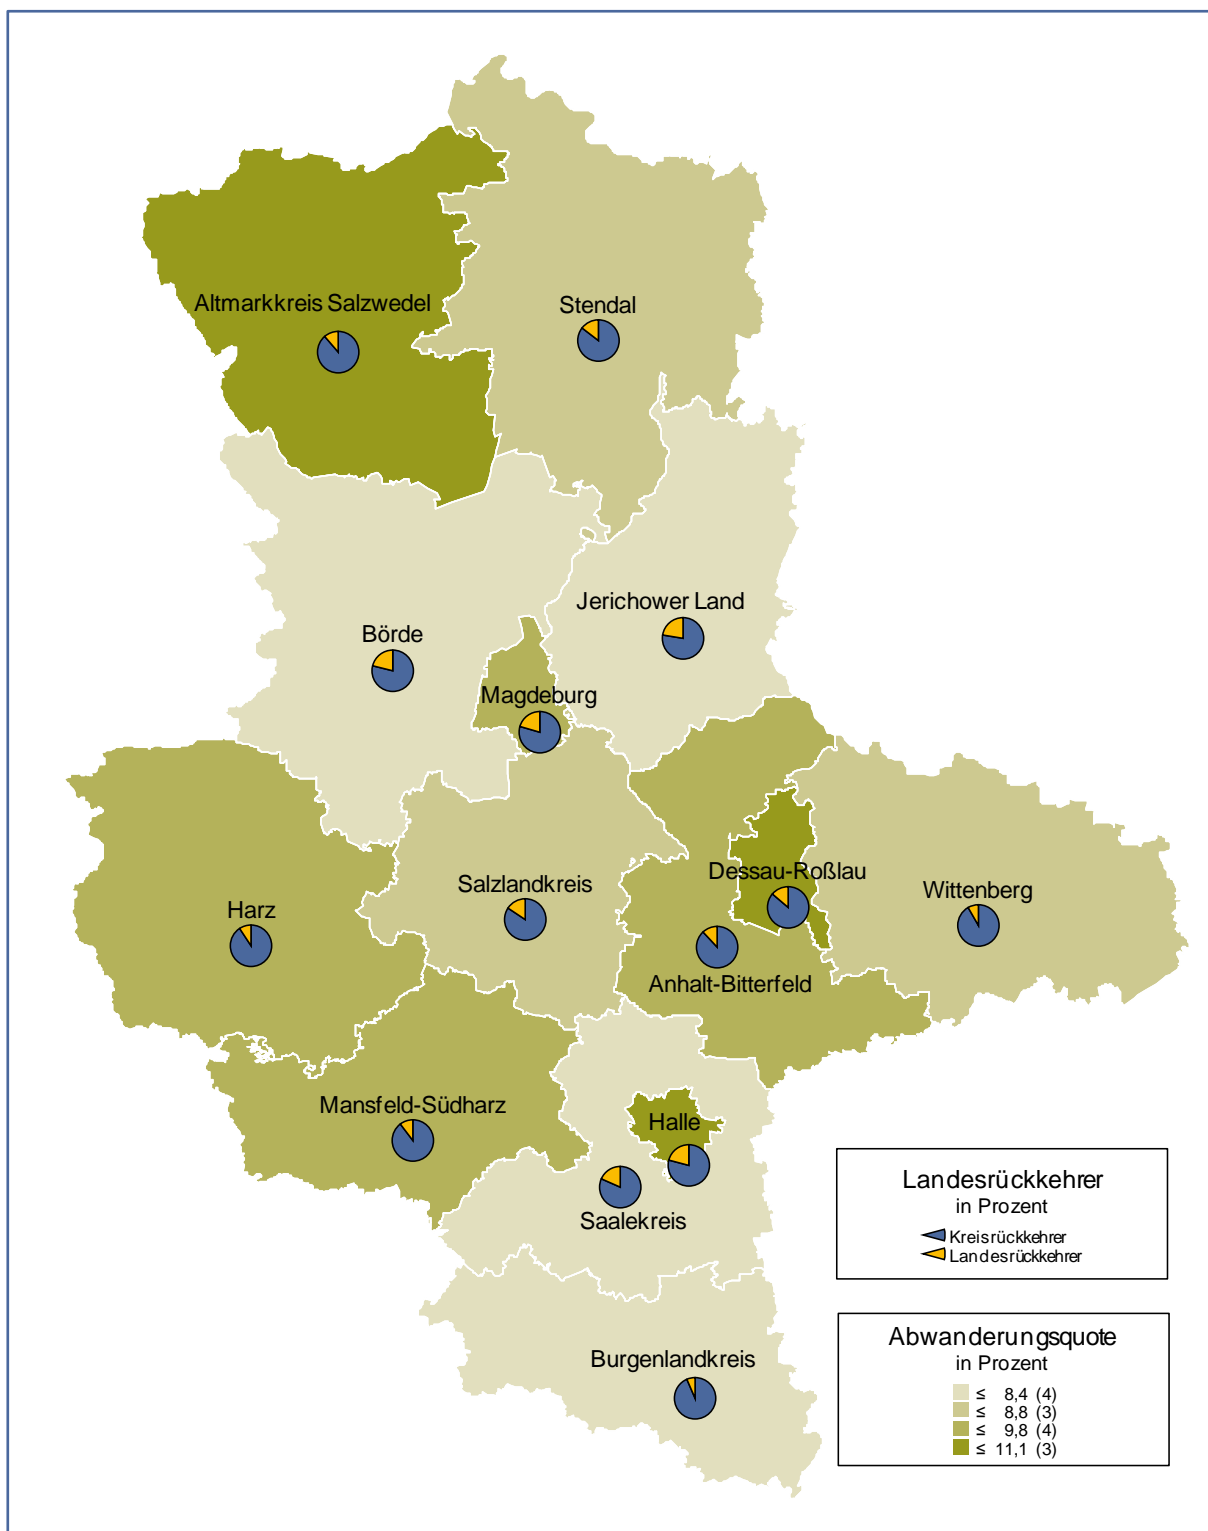 Altmarkkreis Salzwedel
Stendal
Jerichower Land
Börde
Magdeburg
Dessau-Roßlau
Salzlandkreis
Wittenberg
Harz
Anhalt-Bitterfeld
Mansfeld-Südharz
Halle
Saalekreis
Burgenlandkreis
Landesrückkehrer
in Prozent
Kreisrückkehrer
Landesrückkehrer
Abwanderungsquote
in Prozent
≤ 8,4 (4)
≤ 8,8 (3)
≤ 9,8 (4)
≤ 11,1 (3)